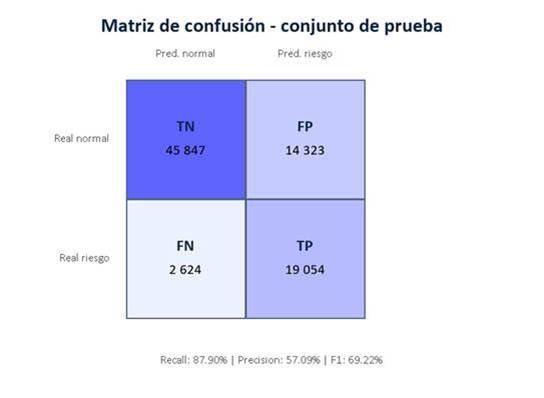 Matriz de confusión - conjunto de prueba
Pred. normal Pred. riesgo
Real normal
TN FP
45 847 14 323
Real riesgo
FN TP
2 624 19 054
Recall: 87.90% | Precision: 57.09% | F1: 69.22%